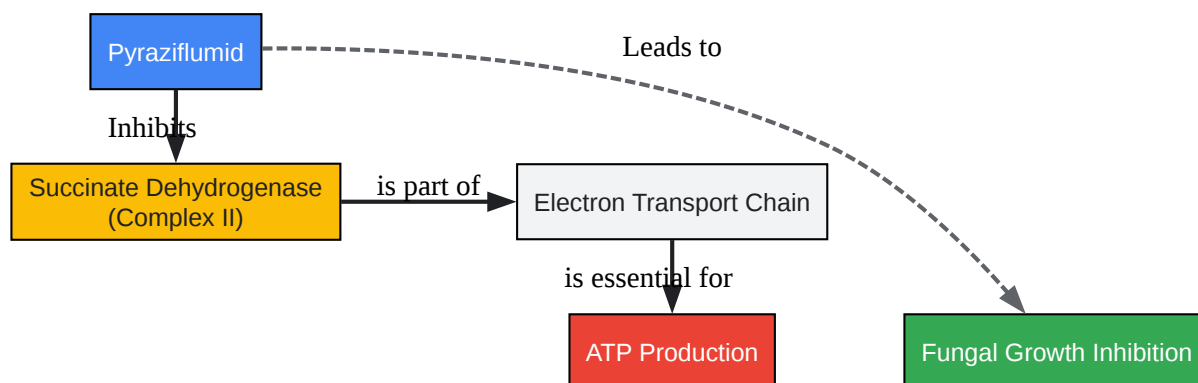 Leads to
Pyraziflumid
Inhibits
Succinate Dehydrogenase
(Complex II)
is part of
Electron Transport Chain
is essential for
ATP Production
Fungal Growth Inhibition